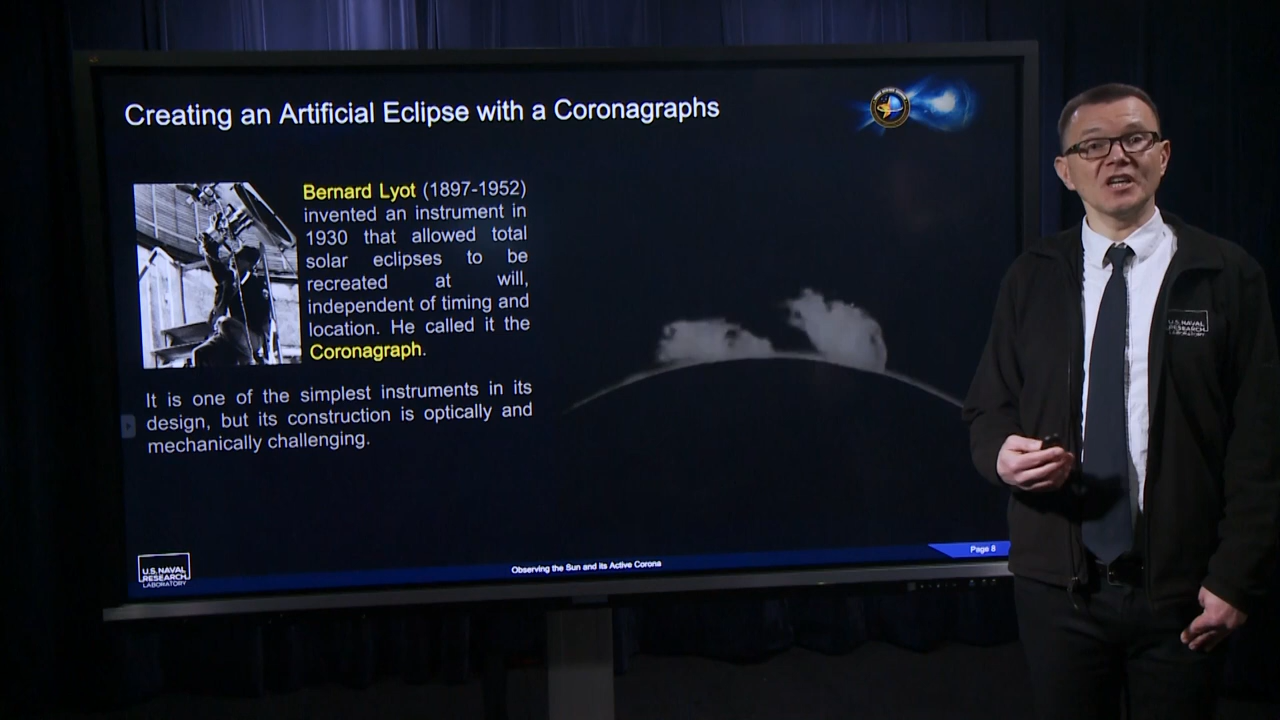 Creating an Artificial Eclipse with a Coronagraphs
Bernard Lyot (1897-1952)
invented an instrument in
1930 that allowed total
solar eclipses to be
recreated at will,
independent of timing and
location. He called it the
Coronagraph.
It is one of the simplest instruments in its
design, but its construction is optically and
mechanically challenging.
U.S. NAVAL
RESEARCH
LABORATORY
Observing the Sun and its Active Corona
Page 8
U.S. NAVAL
RESEARCH
LABORATORY